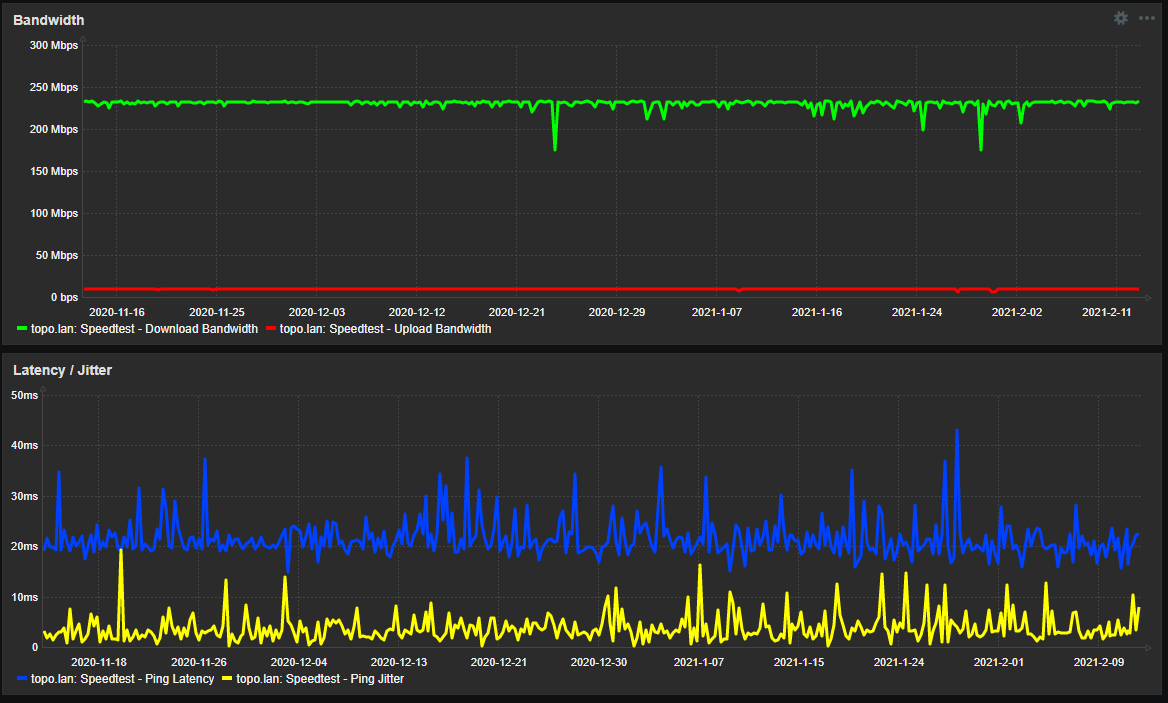 Bandwidth
300 Mbps
250 Mbps
200 Mbps
150 Mbps
100 Mbps
50 Mbps
0 bps
2020-11-16 2020-11-25 2020-12-03 2020-12-12 2020-12-21 2020-12-29 2021-1-07 2021-1-16 2021-1-24 2021-2-02 2021-2-11
topo.lan: Speedtest - Download Bandwidth topo.lan: Speedtest - Upload Bandwidth
Latency / Jitter
50ms
40ms
30ms
20ms
10ms
0
2020-11-18 2020-11-26 2020-12-04 2020-12-13 2020-12-21 2020-12-30 2021-1-07 2021-1-15 2021-1-24 2021-2-01 2021-2-09
topo.lan: Speedtest - Ping Latency topo.lan: Speedtest - Ping Jitter